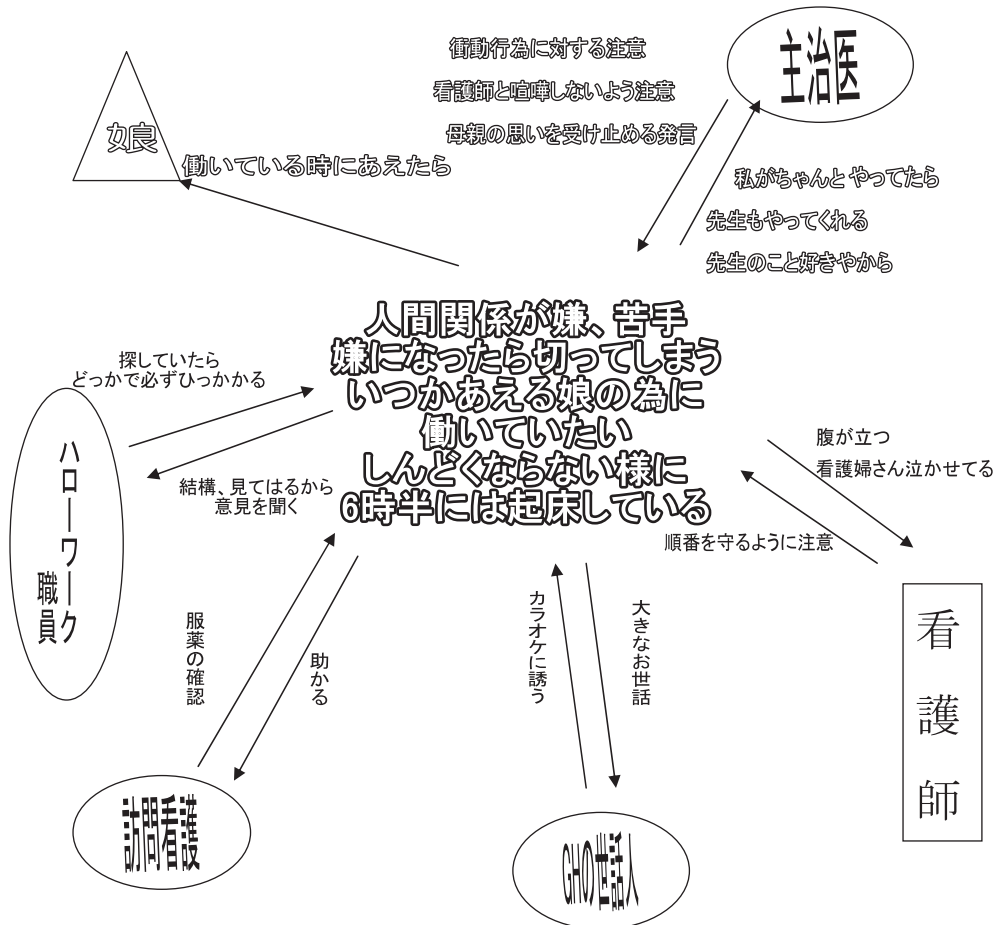 主治医
衝動行為に対する注意
看護師と喧嘩しないよう注意
母親の思いを受け止める発言
娘
働いている時にあえたら
私がちゃんとやってたら
先生もやってくれる
先生のこと好きやから
人間関係が嫌、苦手
嫌になったら切ってしまう
いつかあえる娘の為に
働いていたい
しんどくならない様に
6時半には起床している
探していたら
どっかで必ずひっかかる
ハローワーク
職員
結構、見てはるから
意見を聞く
腹が立つ
看護婦さん泣かせてる
順番を守るように注意
看護師
服薬の確認
助かる
カラオケに誘う
大きなお世話
訪問看護
GHの世話人